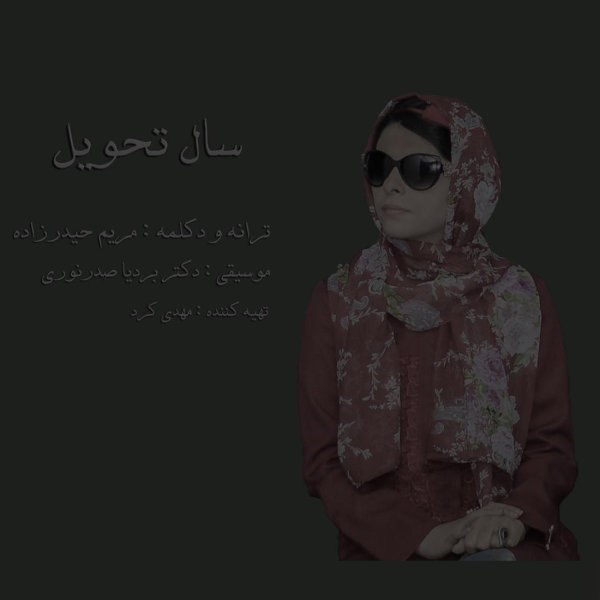 سال تحویل
ترانه و دکلمه : مریم حیدرزاده
موسیقی : دکتر بردیا صدرنوری
تهیه کننده : مهدی کرد